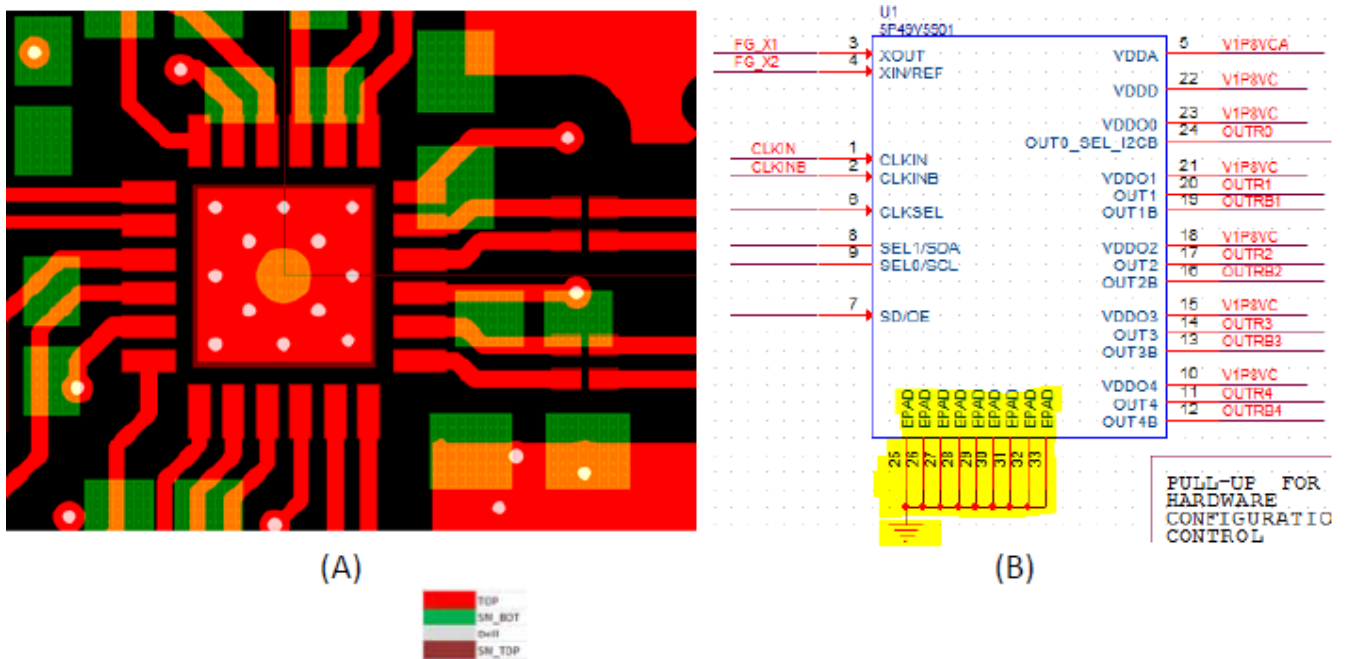 U1
5P49V5901
FG_X1 3 XOUT
FG_X2 4 XIN/REF
CLKIN 1 CLKIN
CLKINB 2 CLKINB
6 CLKSEL
8 SEL1/SDA
9 SEL0/SCL
7 SD/OE
VDDA 5 V1P8VCA
VDDD 22 V1P8VC
VDDO0 23 V1P8VC
OUT0_SEL_I2CB 24 OUTR0
VDDO1 21 V1P8VC
OUT1 20 OUTR1
OUT1B 19 OUTRB1
VDDO2 18 V1P8VC
OUT2 17 OUTR2
OUT2B 16 OUTRB2
VDDO3 15 V1P8VC
OUT3 14 OUTR3
OUT3B 13 OUTRB3
VDDO4 10 V1P8VC
OUT4 11 OUTR4
OUT4B 12 OUTRB4
EPAD EPAD EPAD EPAD EPAD EPAD EPAD EPAD
25 26 27 28 29 30 31 32 33
PULL-UP FOR
HARDWARE
CONFIGURATIO
CONTROL
(A)
(B)
TOP
SN_BOT
Dell
SN_TOP